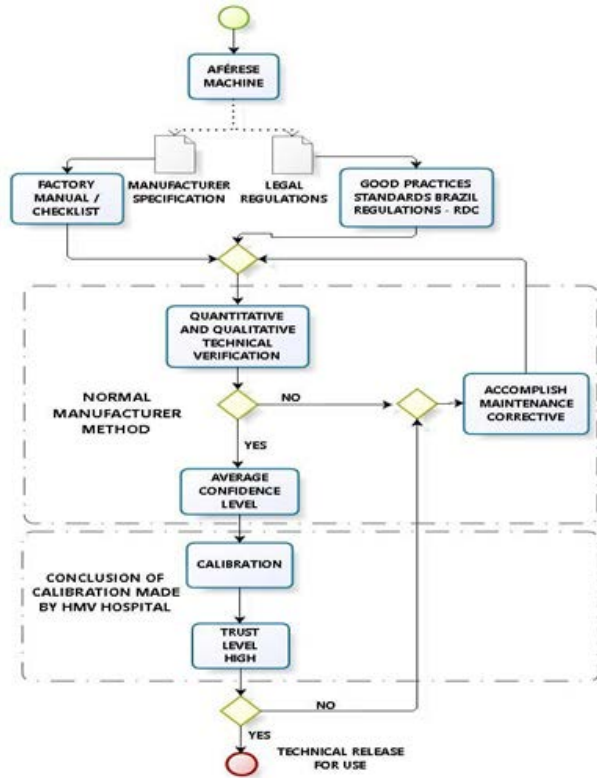 AFÉRESE
MACHINE
FACTORY
MANUAL /
CHECKLIST
MANUFACTURER
SPECIFICATION
LEGAL
REGULATIONS
GOOD PRACTICES
STANDARDS BRAZIL
REGULATIONS - RDC
QUANTITATIVE
AND QUALITATIVE
TECHNICAL
VERIFICATION
NORMAL
MANUFACTURER
METHOD
NO
ACCOMPLISH
MAINTENANCE
CORRECTIVE
YES
AVERAGE
CONFIDENCE
LEVEL
CONCLUSION OF
CALIBRATION MADE
BY HMV HOSPITAL
CALIBRATION
TRUST
LEVEL
HIGH
NO
YES
TECHNICAL RELEASE
FOR USE